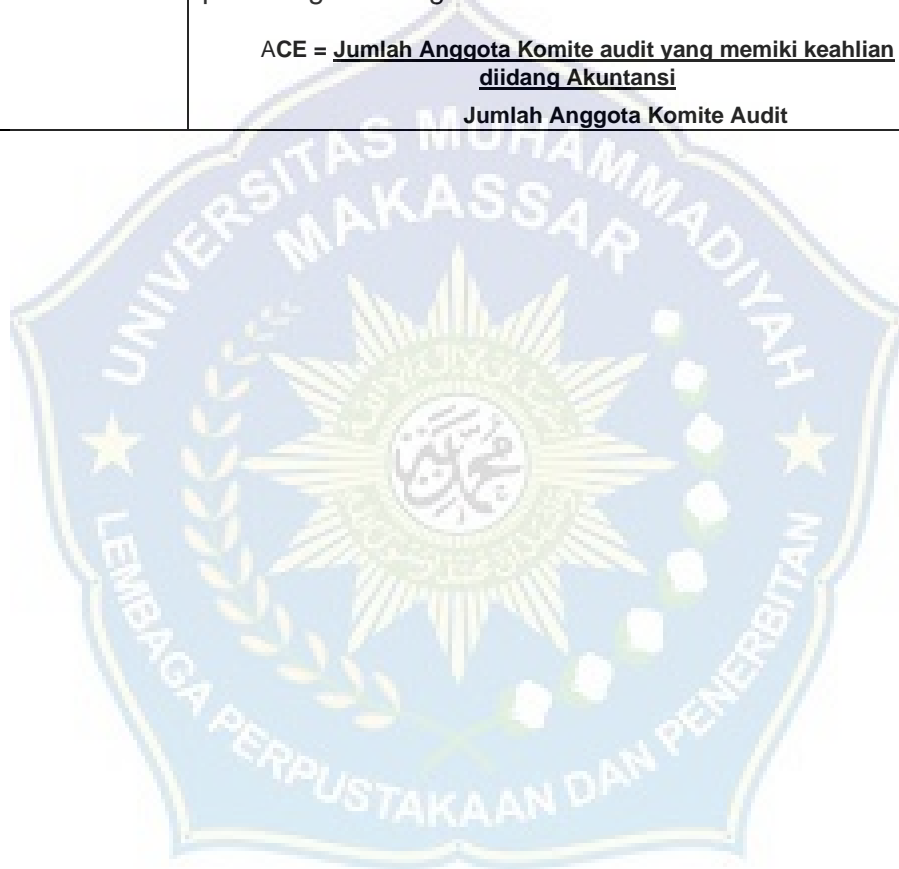 ACE = Jumlah Anggota Komite audit yang memiki keahlian
diidang Akuntansi
Jumlah Anggota Komite Audit
UNIVERSITAS MUHAMMADIYAH
MAKASSAR
LEMBAGA PERPUSTAKAAN DAN PENERBITAN